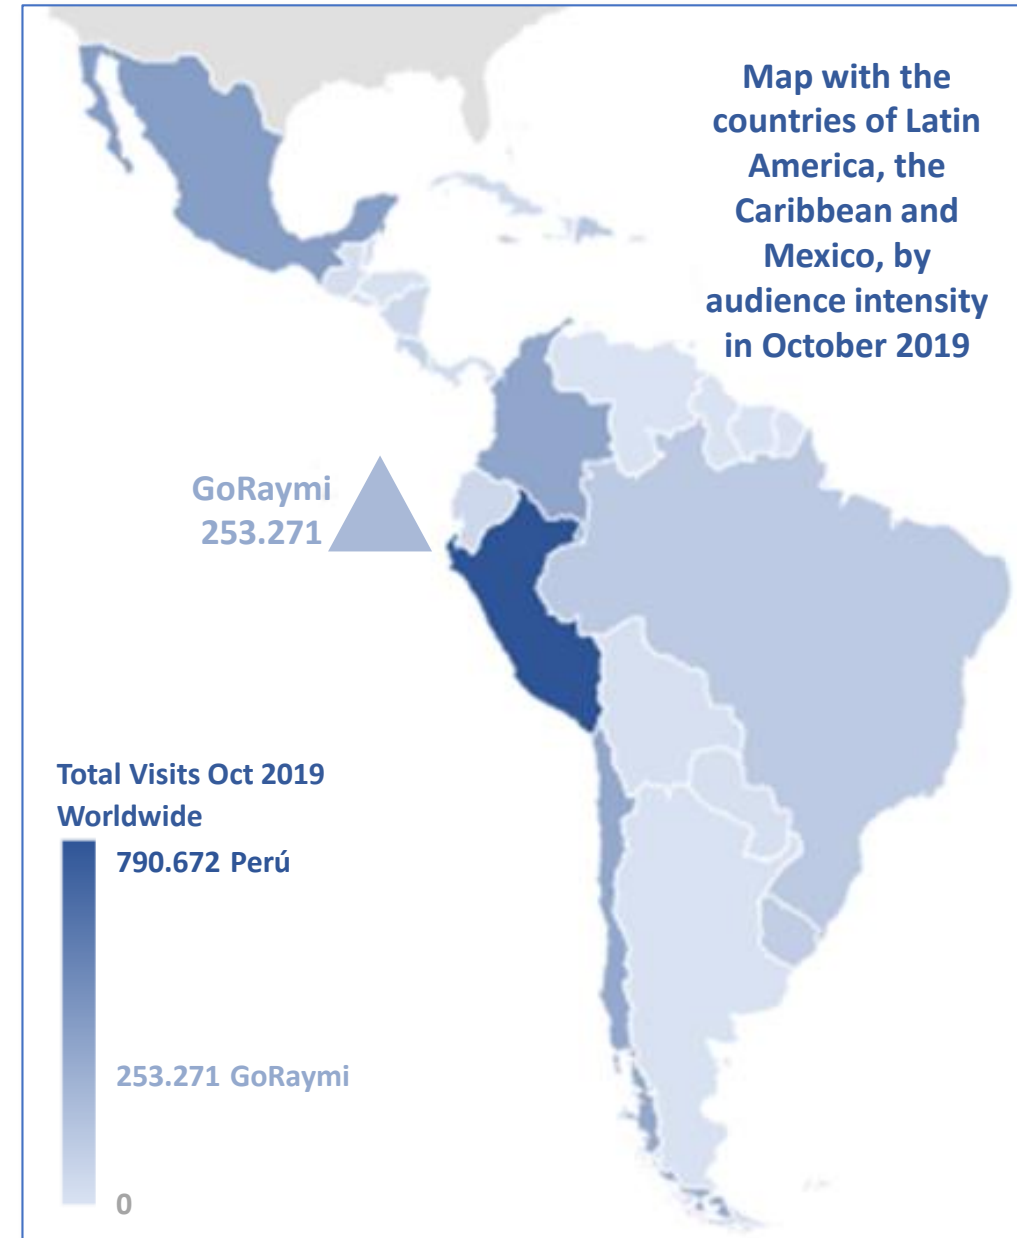 Map with the
countries of Latin
America, the
Caribbean and
Mexico, by
audience intensity
in October 2019
GoRaymi
253.271
Total Visits Oct 2019
Worldwide
790.672 Perú
253.271 GoRaymi
0